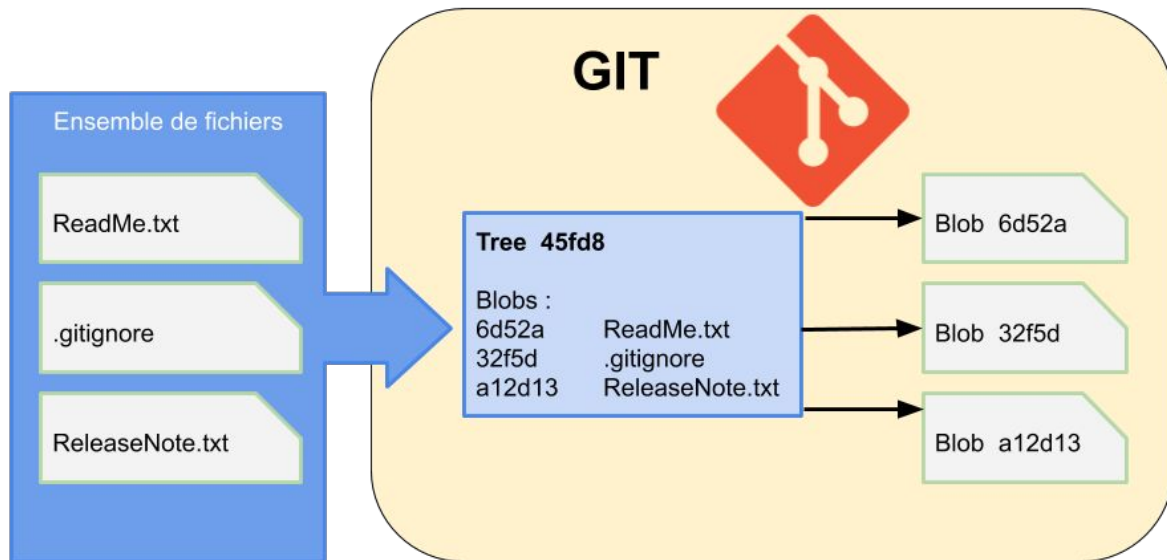 GIT
Ensemble de fichiers
ReadMe.txt
.gitignore
ReleaseNote.txt
Tree 45fd8
Blobs :
6d52a ReadMe.txt
32f5d .gitignore
a12d13 ReleaseNote.txt
Blob 6d52a
Blob 32f5d
Blob a12d13